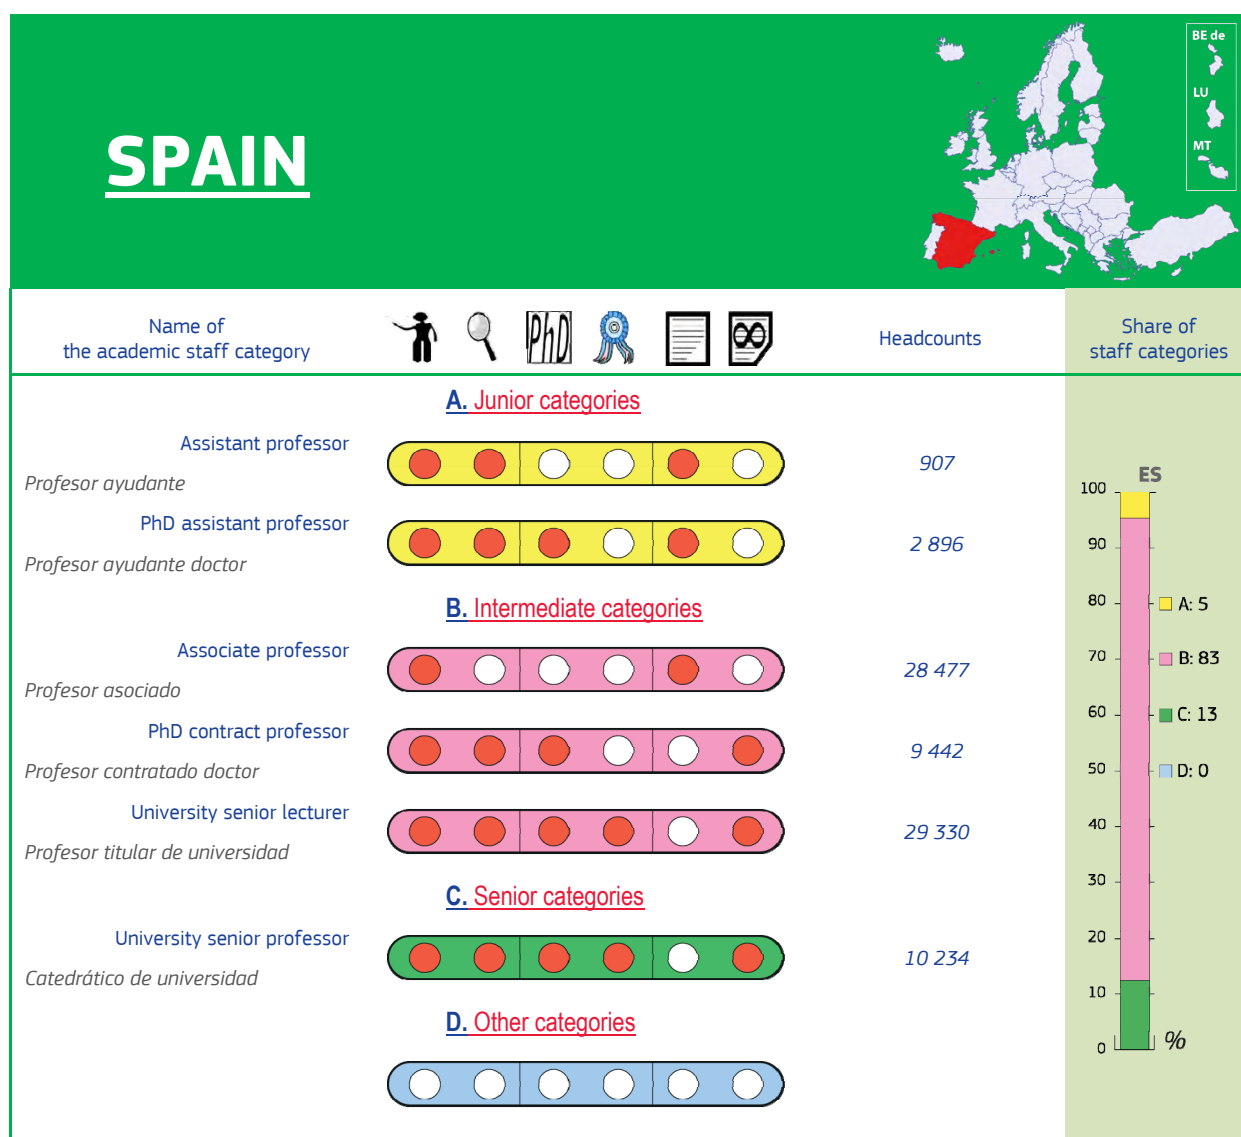 SPAIN
BE de
LU
MT
Name of
the academic staff category
PhD
Headcounts
Share of
staff categories
A. Junior categories
Assistant professor
Profesor ayudante
907
PhD assistant professor
Profesor ayudante doctor
2 896
B. Intermediate categories
Associate professor
Profesor asociado
28 477
PhD contract professor
Profesor contratado doctor
9 442
University senior lecturer
Profesor titular de universidad
29 330
C. Senior categories
University senior professor
Catedrático de universidad
10 234
D. Other categories
ES
100
90
80
70
60
50
40
30
20
10
0
%
A: 5
B: 83
C: 13
D: 0